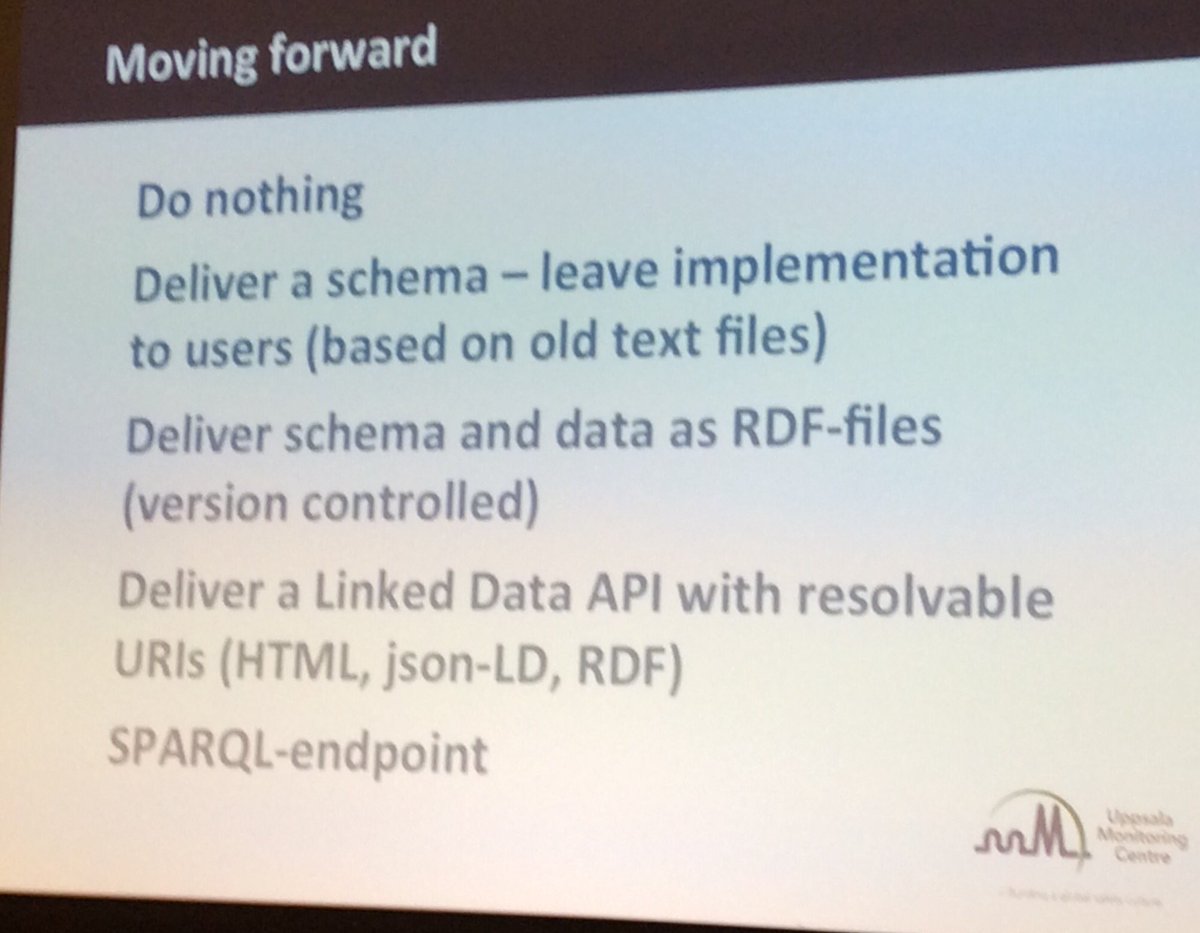 Moving forward
Do nothing
Deliver a schema – leave implementation
to users (based on old text files)
Deliver schema and data as RDF-files
(version controlled)
Deliver a Linked Data API with resolvable
URIs (HTML, json-LD, RDF)
SPARQL-endpoint
Uppsala
Monitoring
Centre